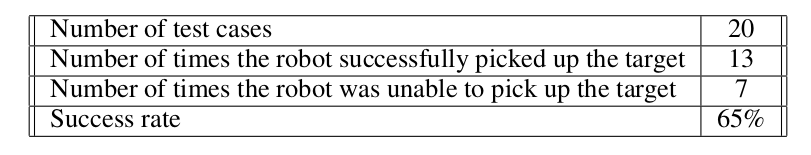 Number of test cases 20
Number of times the robot successfully picked up the target 13
Number of times the robot was unable to pick up the target 7
Success rate 65%